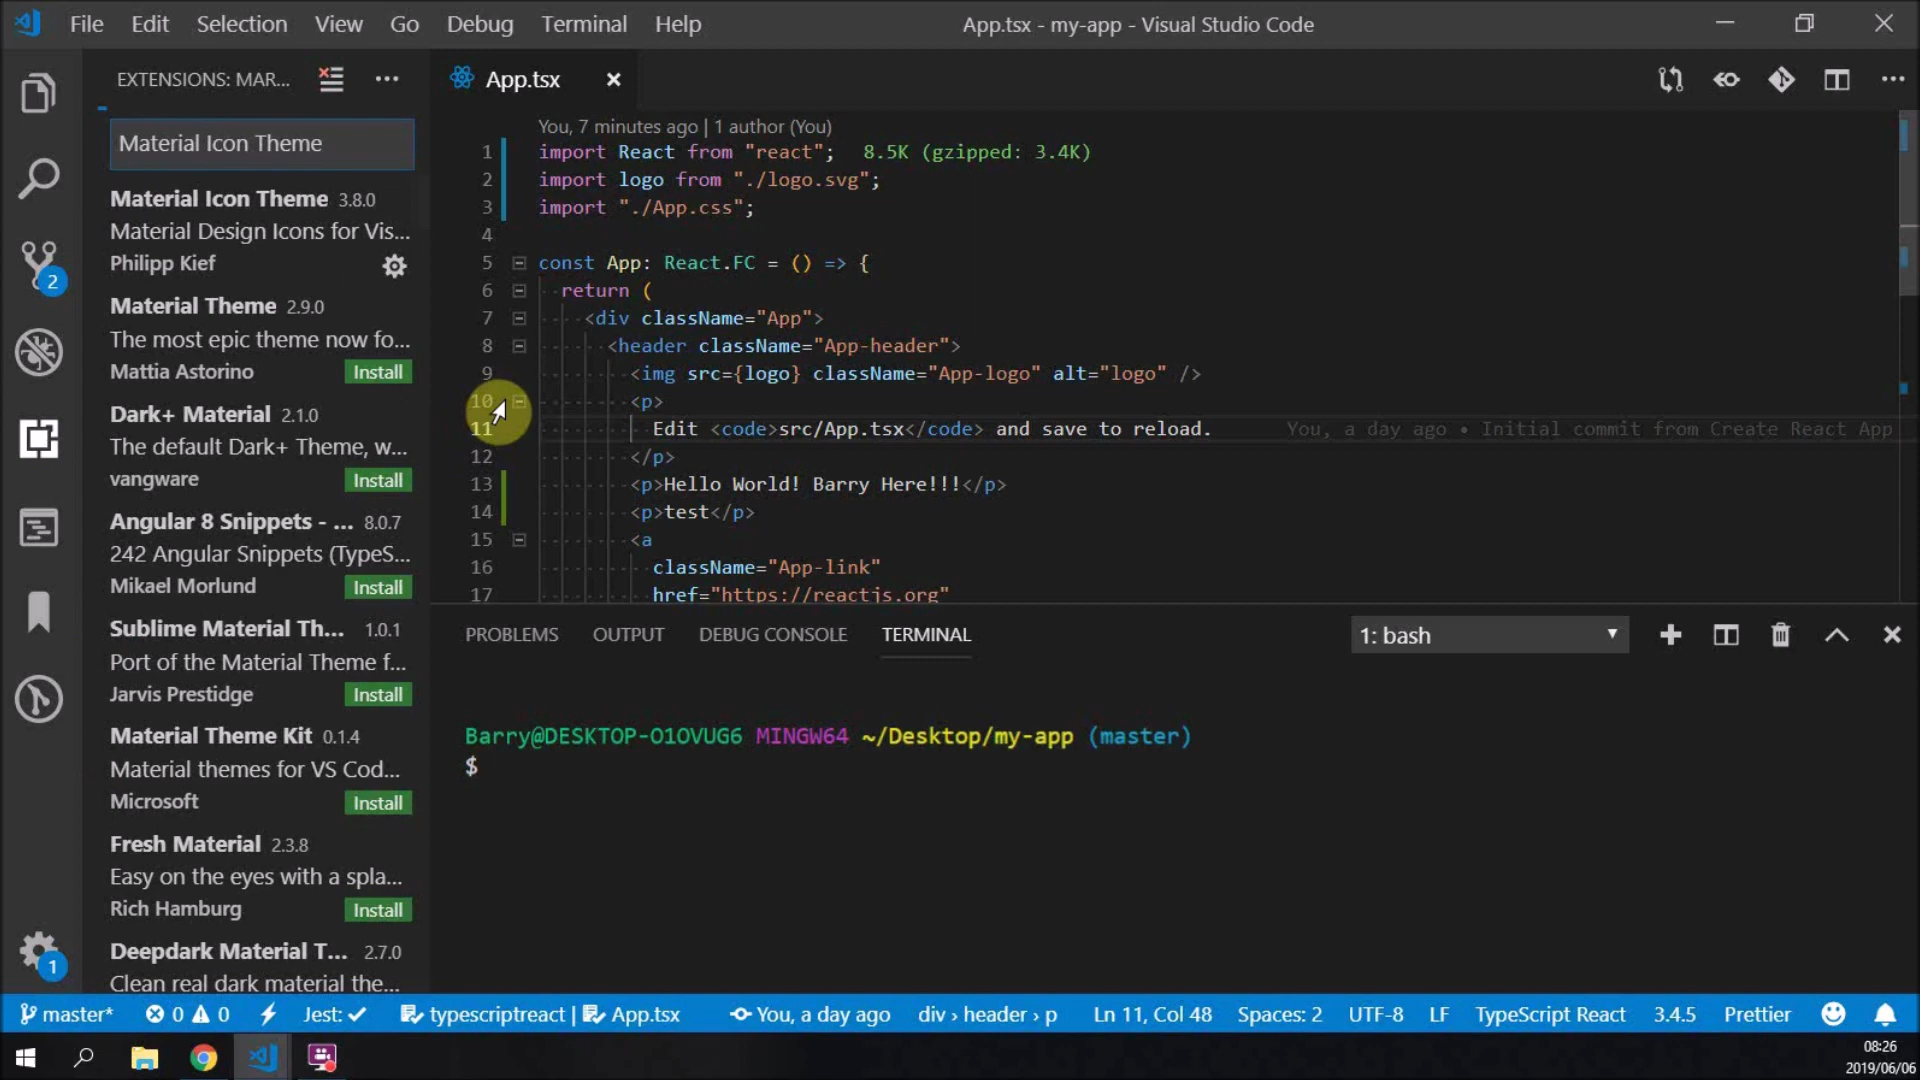 File Edit Selection View Go Debug Terminal Help
App.tsx - my-app - Visual Studio Code
EXTENSIONS: MAR...
App.tsx
Material Icon Theme
Material Icon Theme 3.8.0
Material Design Icons for Vis...
Philipp Kief
Material Theme 2.9.0
The most epic theme now fo...
Mattia Astorino Install
Dark+ Material 2.1.0
The default Dark+ Theme, w...
vangware Install
Angular 8 Snippets - ... 8.0.7
242 Angular Snippets (TypeS...
Mikael Morlund Install
Sublime Material Th... 1.0.1
Port of the Material Theme f...
Jarvis Prestidge Install
Material Theme Kit 0.1.4
Material themes for VS Cod...
Microsoft Install
Fresh Material 2.3.8
Easy on the eyes with a spla...
Rich Hamburg Install
Deepdark Material T... 2.7.0
Clean real dark material the...
2
1
You, 7 minutes ago | 1 author (You)
1 import React from "react"; 8.5K (gzipped: 3.4K)
2 import logo from "./logo.svg";
3 import "./App.css";
4
5 const App: React.FC = () => {
6 return (
7 <div className="App">
8 <header className="App-header">
9 <img src={logo} className="App-logo" alt="logo" />
10 <p>
11 Edit <code>src/App.tsx</code> and save to reload. You, a day ago • Initial commit from Create React App
12 </p>
13 <p>Hello World! Barry Here!!!</p>
14 <p>test</p>
15 <a
16 className="App-link"
17 href="https://reactjs.org"
PROBLEMS OUTPUT DEBUG CONSOLE TERMINAL
1: bash
Barry@DESKTOP-O1OVUG6 MINGW64 ~/Desktop/my-app (master)
$
master* 0 0 Jest: typescriptreact | App.tsx You, a day ago div › header › p Ln 11, Col 48 Spaces: 2 UTF-8 LF TypeScript React 3.4.5 Prettier
08:26
2019/06/06